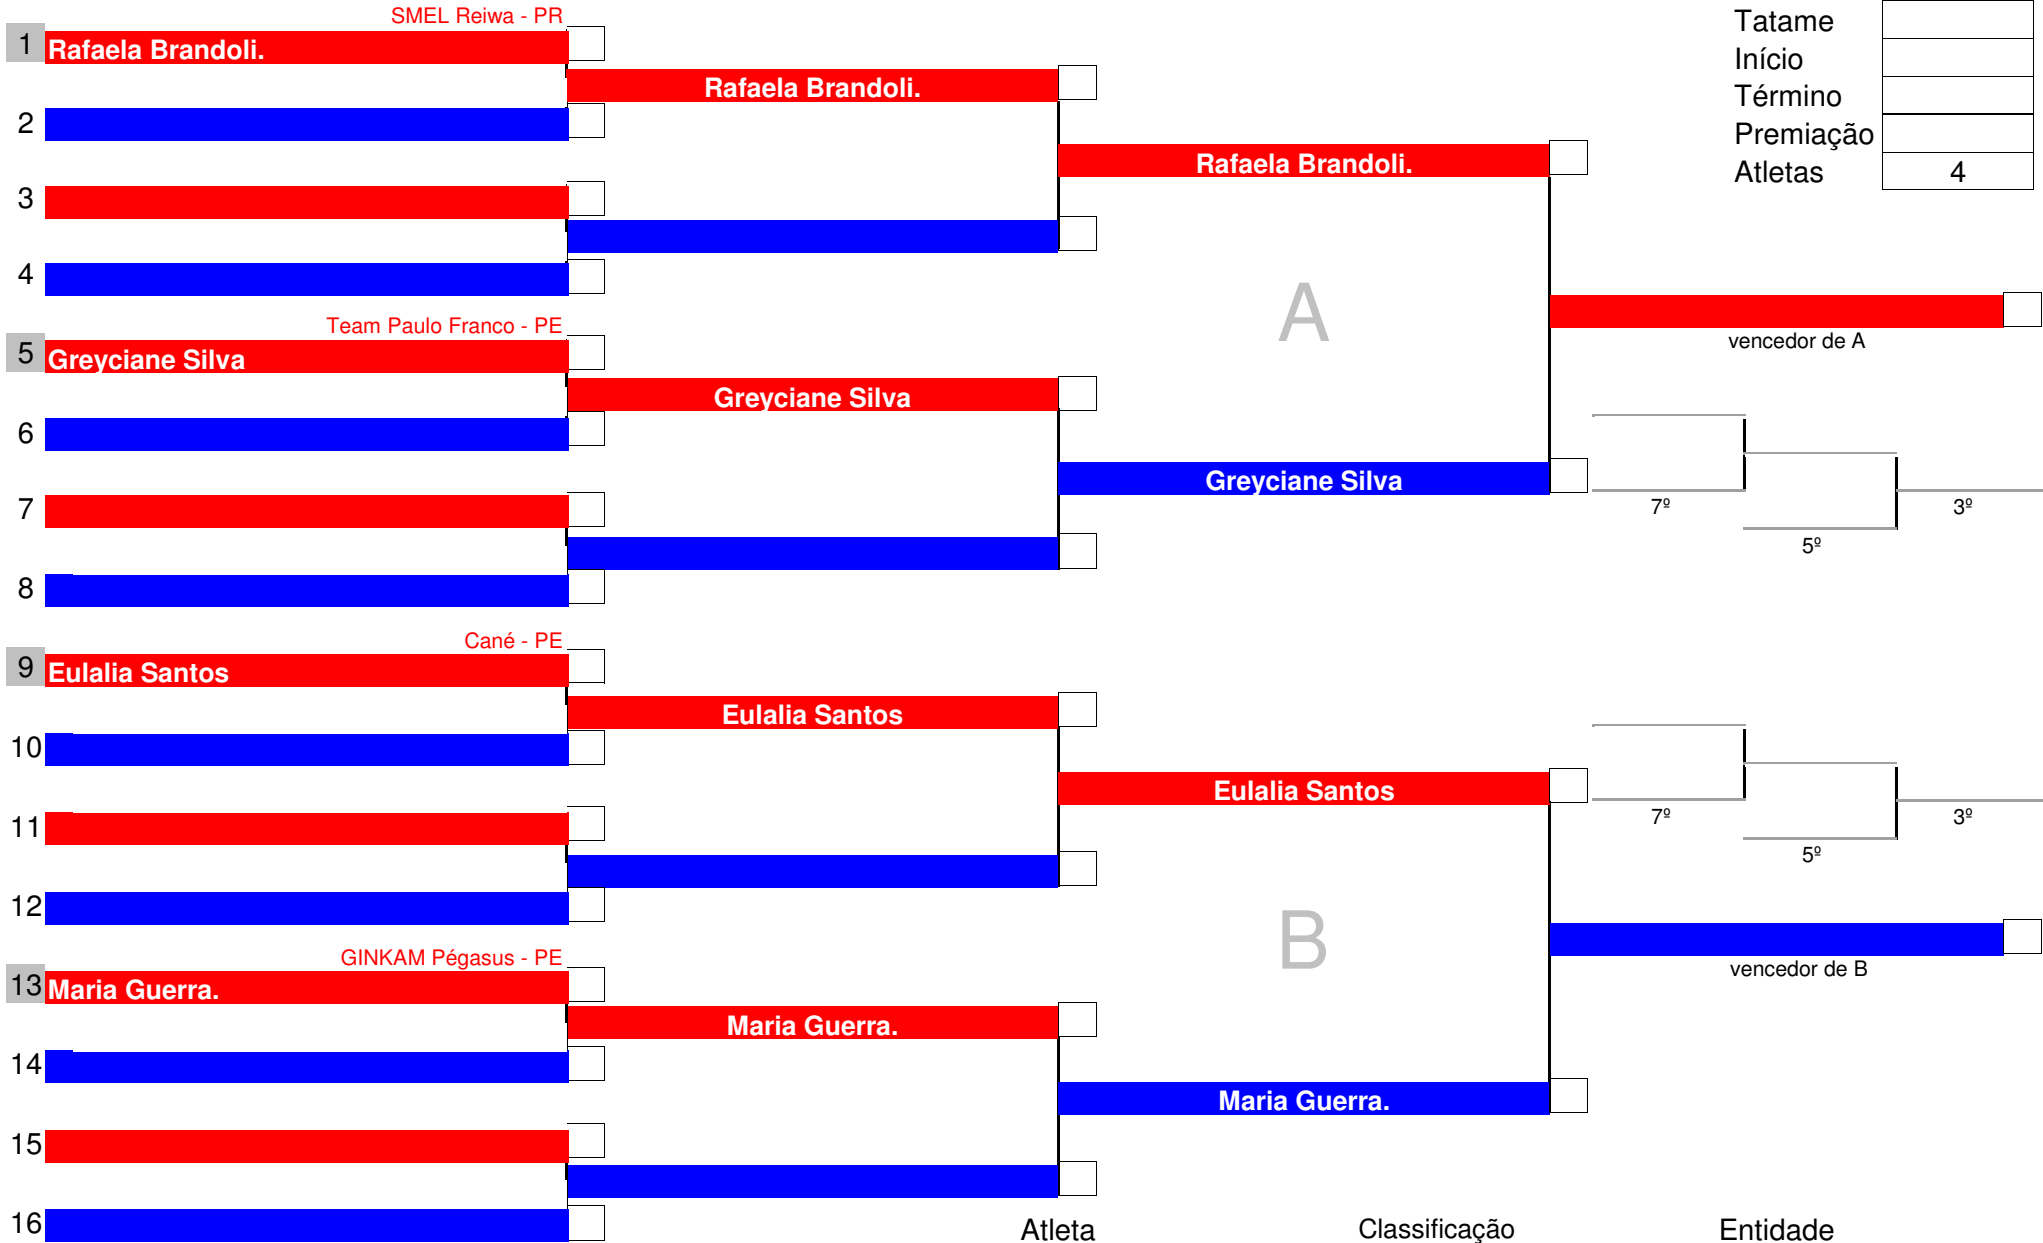 SMEL Reiwa - PR
1 Rafaela Brandoli.
Rafaela Brandoli.
2
Rafaela Brandoli.
3
4
Team Paulo Franco - PE
5 Greyciane Silva
Greyciane Silva
6
Greyciane Silva
7
8
Cané - PE
9 Eulalia Santos
Eulalia Santos
10
Eulalia Santos
11
12
GINKAM Pégasus - PE
13 Maria Guerra.
Maria Guerra.
14
Maria Guerra.
15
16
A
B
Tatame
Início
Término
Premiação
Atletas 4
vencedor de A
7º
3º
5º
7º
3º
5º
vencedor de B
Atleta Classificação Entidade